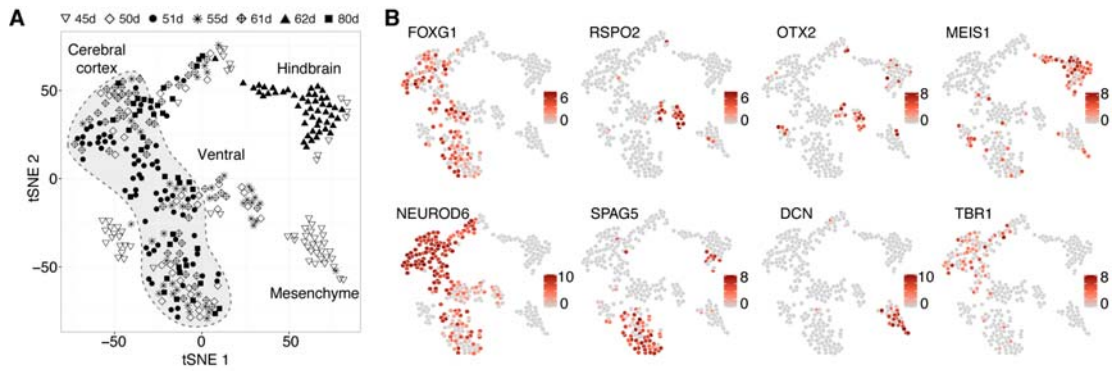 A
45d 50d 51d 55d 61d 62d 80d
Cerebral
cortex
Hindbrain
Ventral
Mesenchyme
50
0
−50
tSNE 2
−50 0 50
tSNE 1
B
FOXG1 RSPO2 OTX2 MEIS1
6 6 8 8
0 0 0 0
NEUROD6 SPAG5 DCN TBR1
10 8 10 8
0 0 0 0